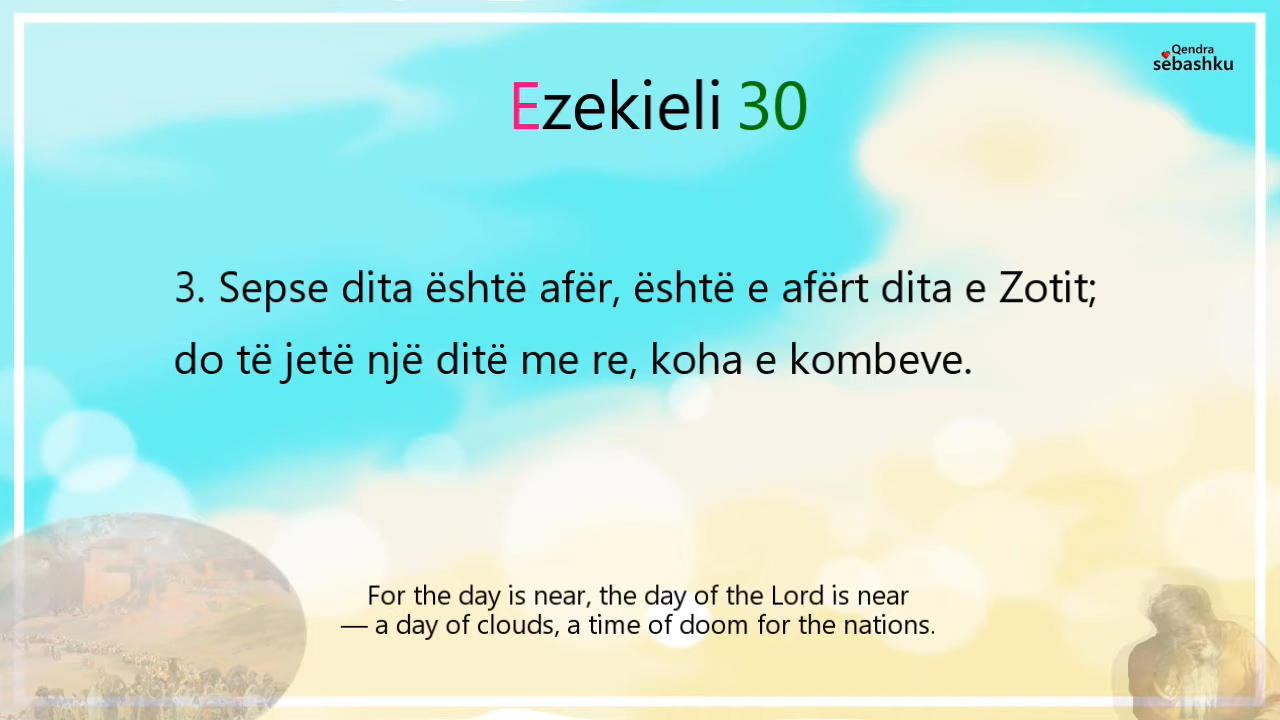 Qendra
sëbashku
Ezekieli 30
3. Sepse dita është afër, është e afërt dita e Zotit;
do të jetë një ditë me re, koha e kombeve.
For the day is near, the day of the Lord is near
— a day of clouds, a time of doom for the nations.